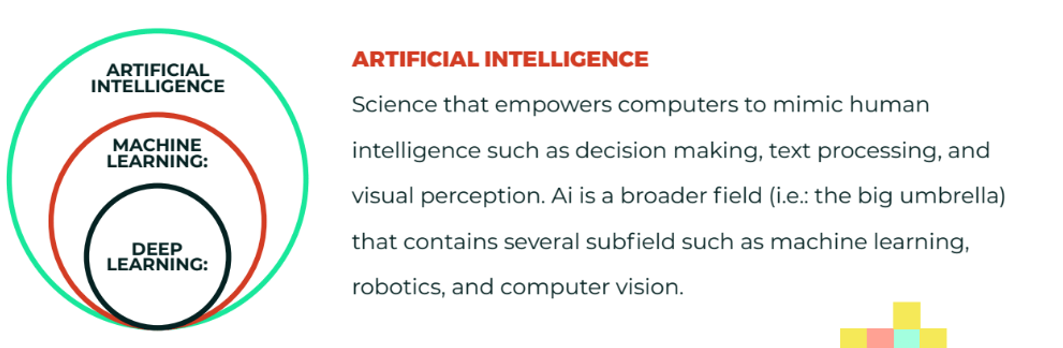 ARTIFICIAL
INTELLIGENCE
MACHINE
LEARNING:
DEEP
LEARNING:
ARTIFICIAL INTELLIGENCE
Science that empowers computers to mimic human
intelligence such as decision making, text processing, and
visual perception. Ai is a broader field (i.e.: the big umbrella)
that contains several subfield such as machine learning,
robotics, and computer vision.